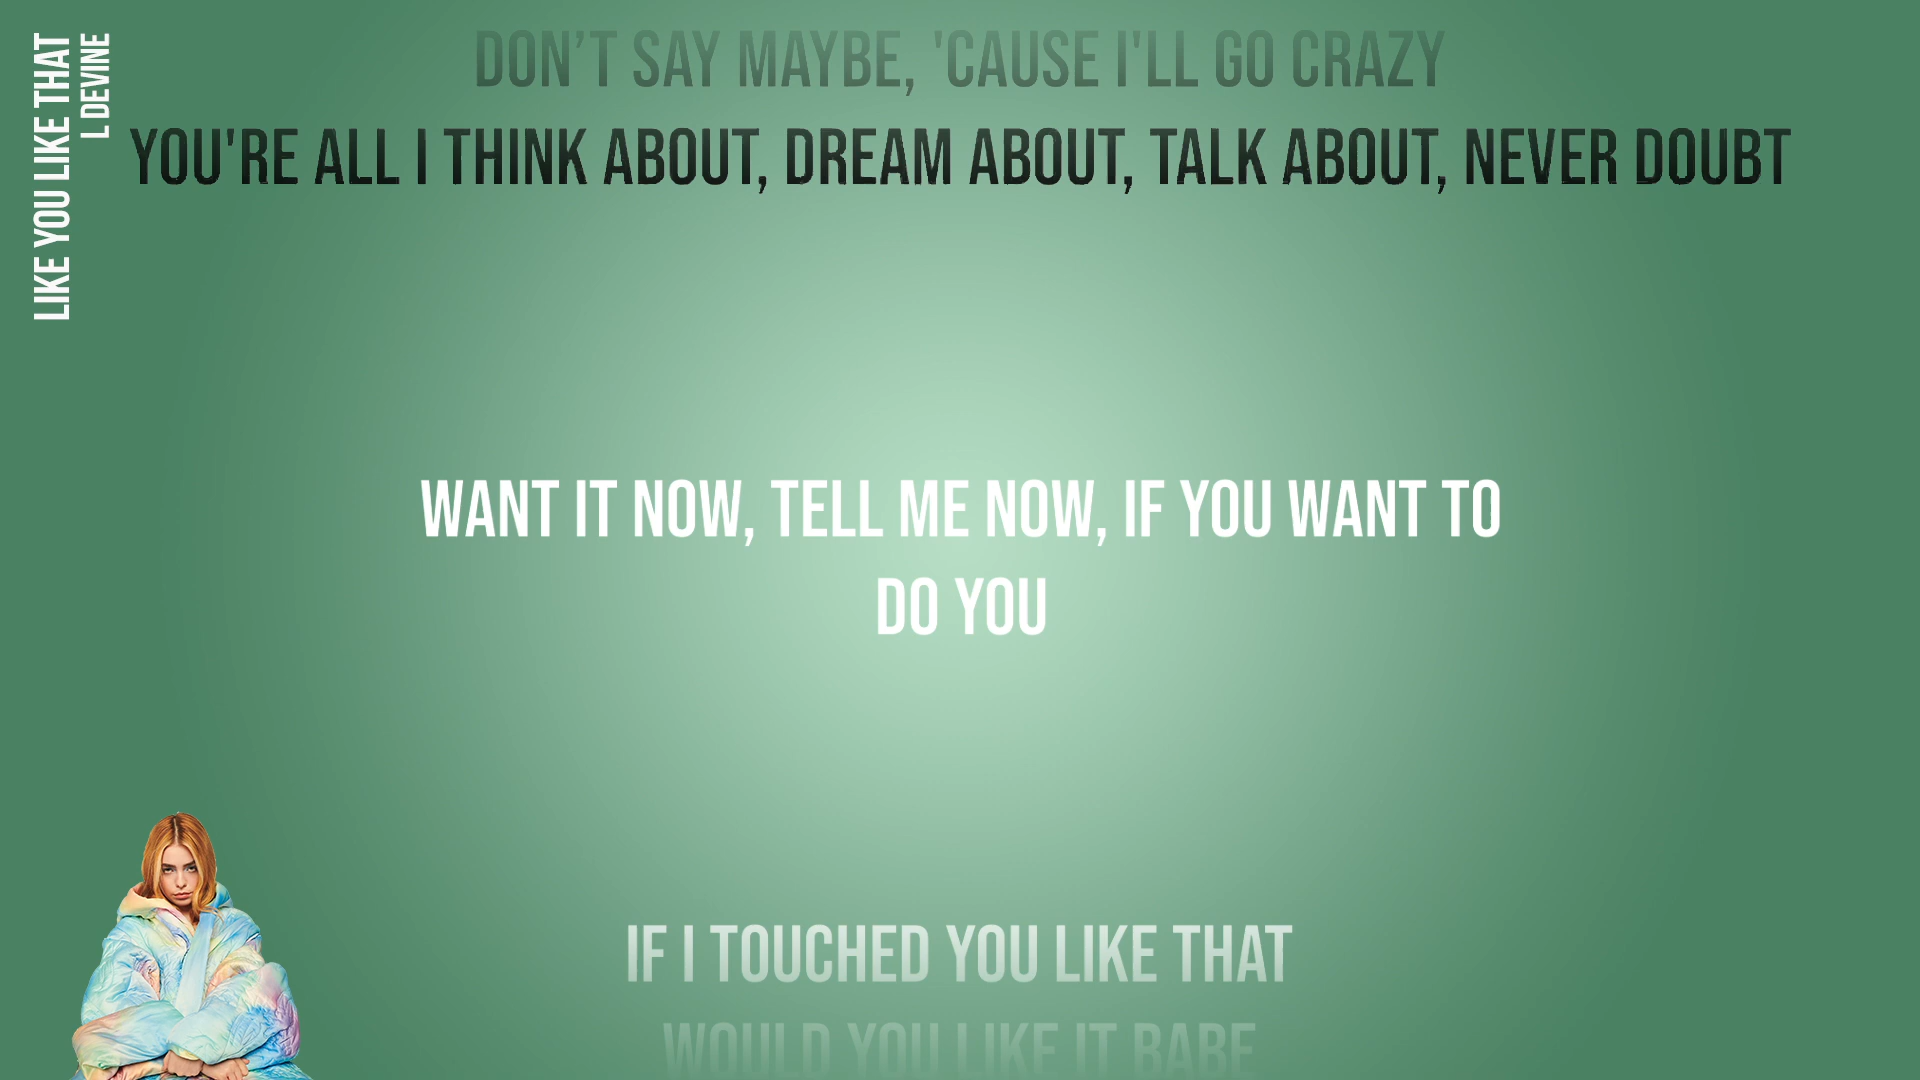 LIKE YOU LIKE THAT
L DEVINE
DON’T SAY MAYBE, 'CAUSE I'LL GO CRAZY
YOU'RE ALL I THINK ABOUT, DREAM ABOUT, TALK ABOUT, NEVER DOUBT
WANT IT NOW, TELL ME NOW, IF YOU WANT TO
DO YOU
IF I TOUCHED YOU LIKE THAT
WOULD YOU LIKE IT BABE